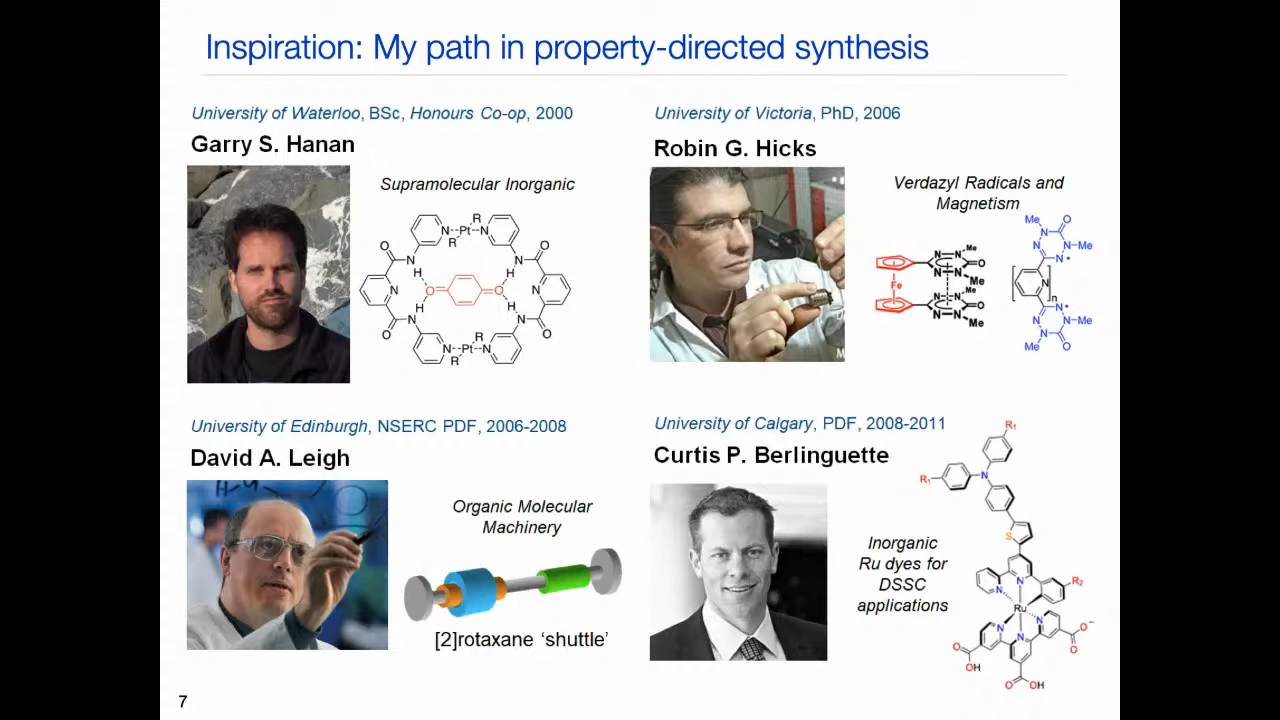 Inspiration: My path in property-directed synthesis
University of Waterloo, BSc, Honours Co-op, 2000
Garry S. Hanan
Supramolecular Inorganic
University of Victoria, PhD, 2006
Robin G. Hicks
Verdazyl Radicals and
Magnetism
University of Edinburgh, NSERC PDF, 2006-2008
David A. Leigh
Organic Molecular
Machinery
[2]rotaxane ‘shuttle’
University of Calgary, PDF, 2008-2011
Curtis P. Berlinguette
Inorganic
Ru dyes for
DSSC
applications
7